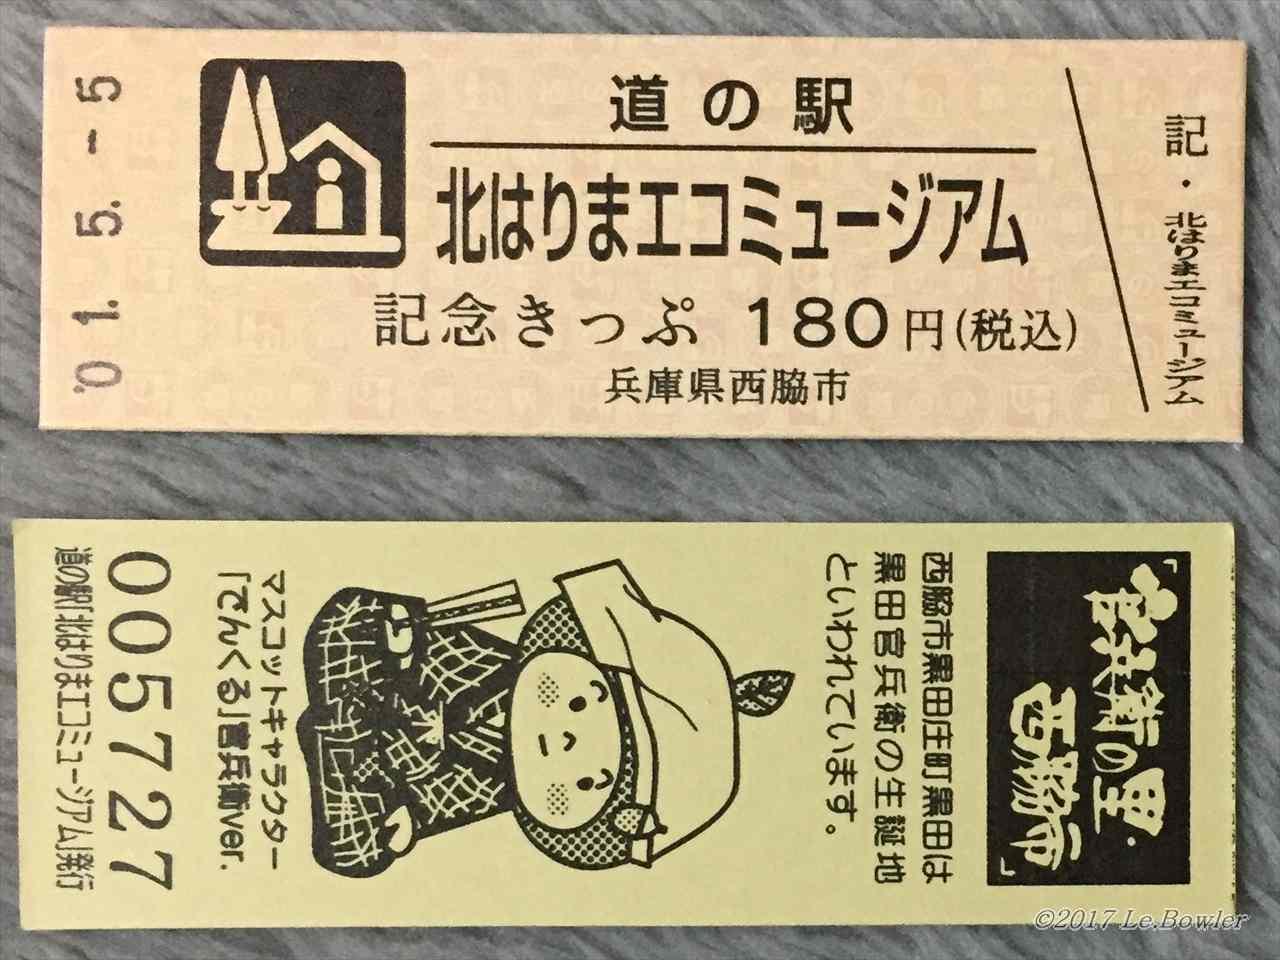 01.5.-5
道の駅
北はりまエコミュージアム
記念きっぷ 180円(税込)
兵庫県西脇市
記・北はりまエコミュージアム
「官兵衛の里・
西脇市」
西脇市黒田庄町黒田は
黒田官兵衛の生誕地
といわれています。
マスコットキャラクター
「でんくる」官兵衛ver.
005727
道の駅「北はりまエコミュージアム」発行
©2017 Le.Bowler